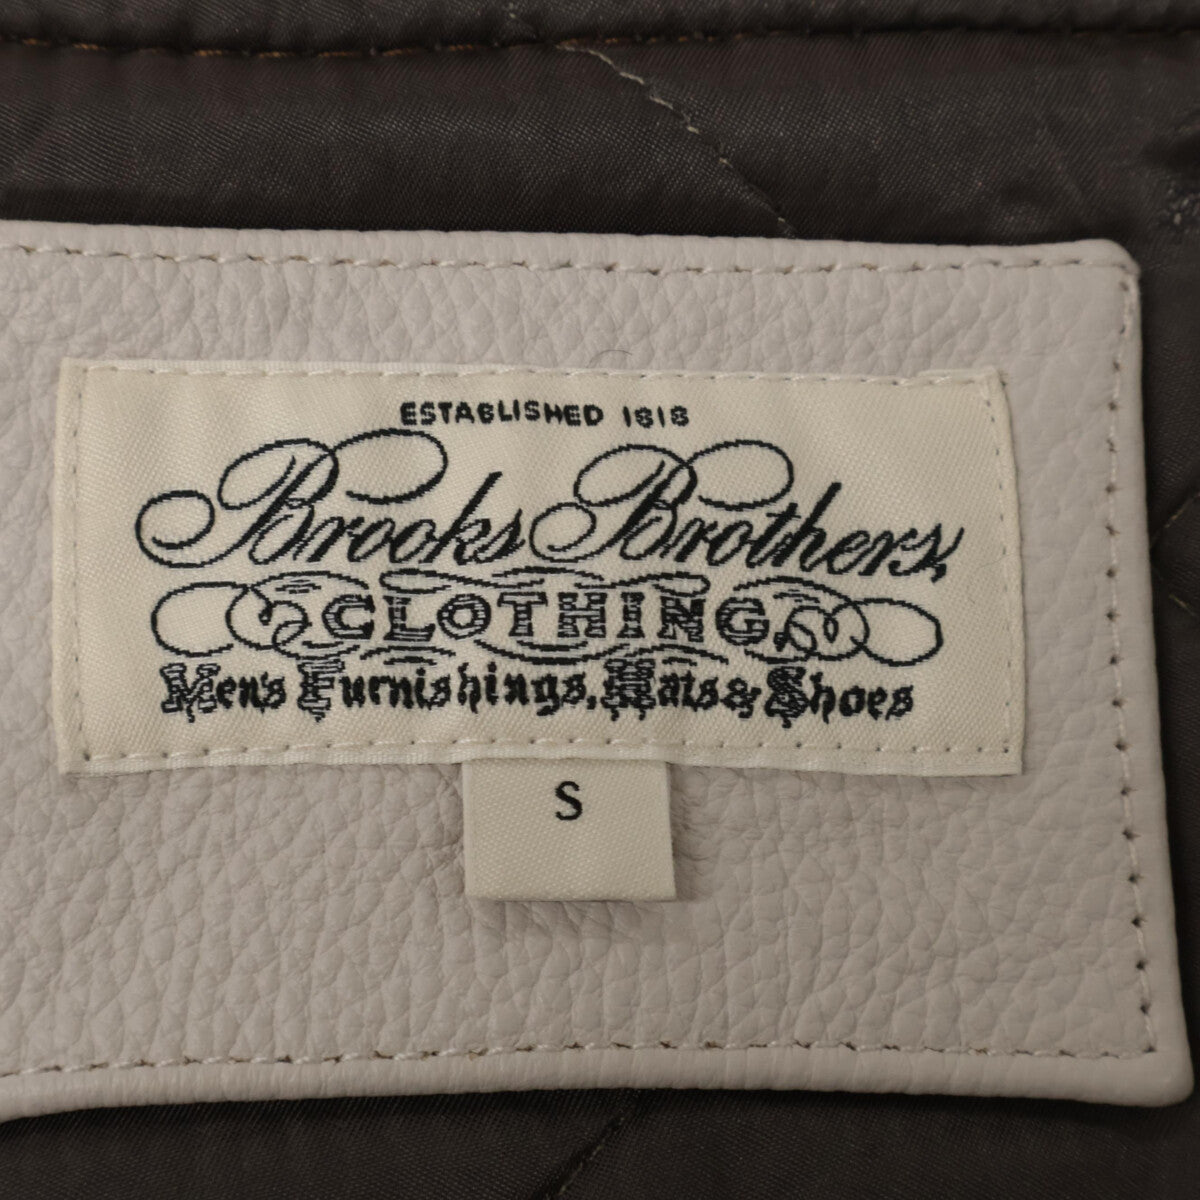 ESTABLISHED 1818
Brooks Brothers,
CLOTHING,
Men's Furnishings, Hats & Shoes
S